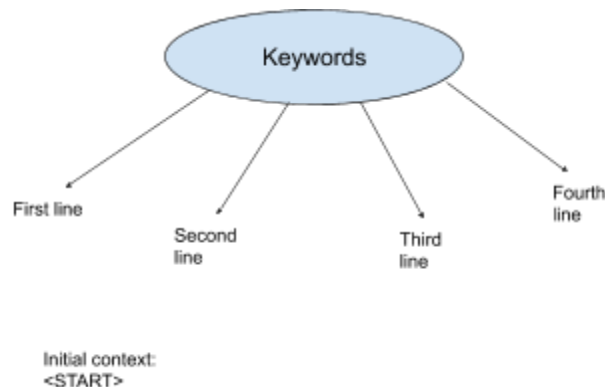 Keywords
First line
Second
line
Third
line
Fourth
line
Initial context:
<START>